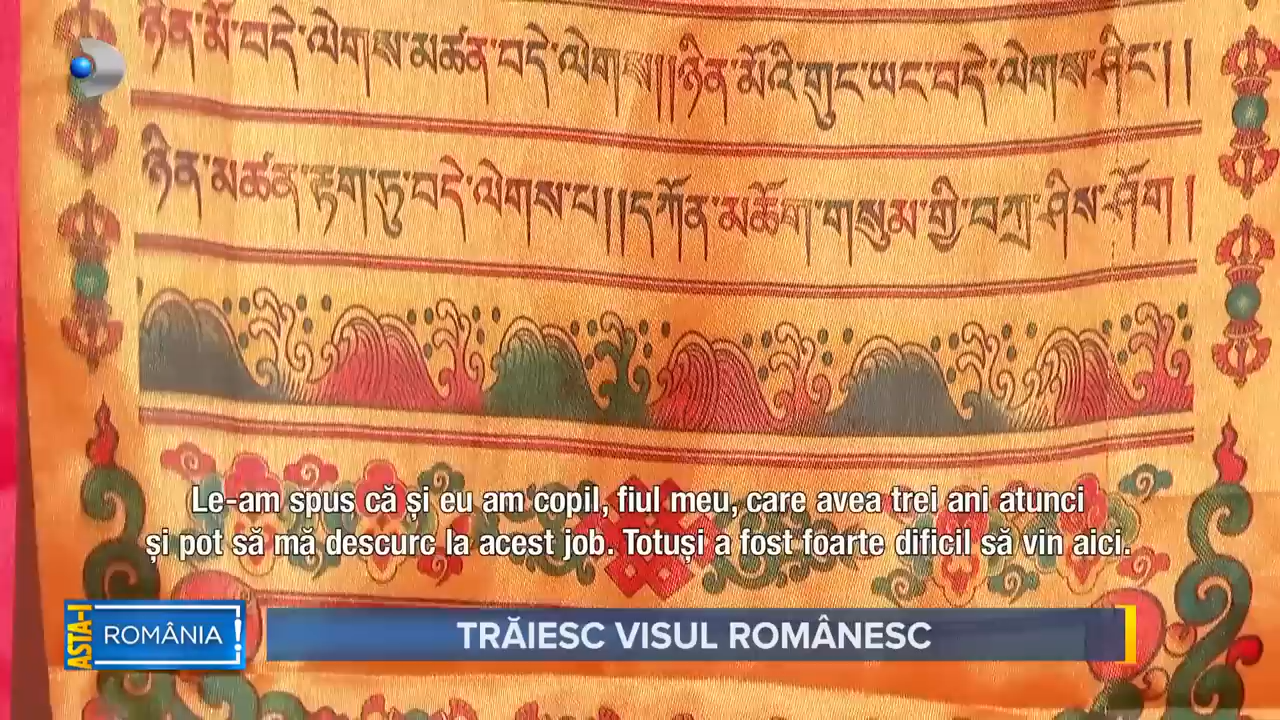 ཉིན་མོ་བདེ་ལེགས་མཚན་བདེ་ལེགས།།ཉིན་མོའི་གུང་ཡང་བདེ་ལེགས་ཤིང་།།
ཉིན་མཚན་རྟག་ཏུ་བདེ་ལེགས་པ།།དཀོན་མཆོག་གསུམ་གྱི་བཀྲ་ཤིས་ཤོག །
Le-am spus că și eu am copil, fiul meu, care avea trei ani atunci
și pot să mă descurc la acest job. Totuși a fost foarte dificil să vin aici.
ASTA-I ROMÂNIA!
TRĂIESC VISUL ROMÂNESC